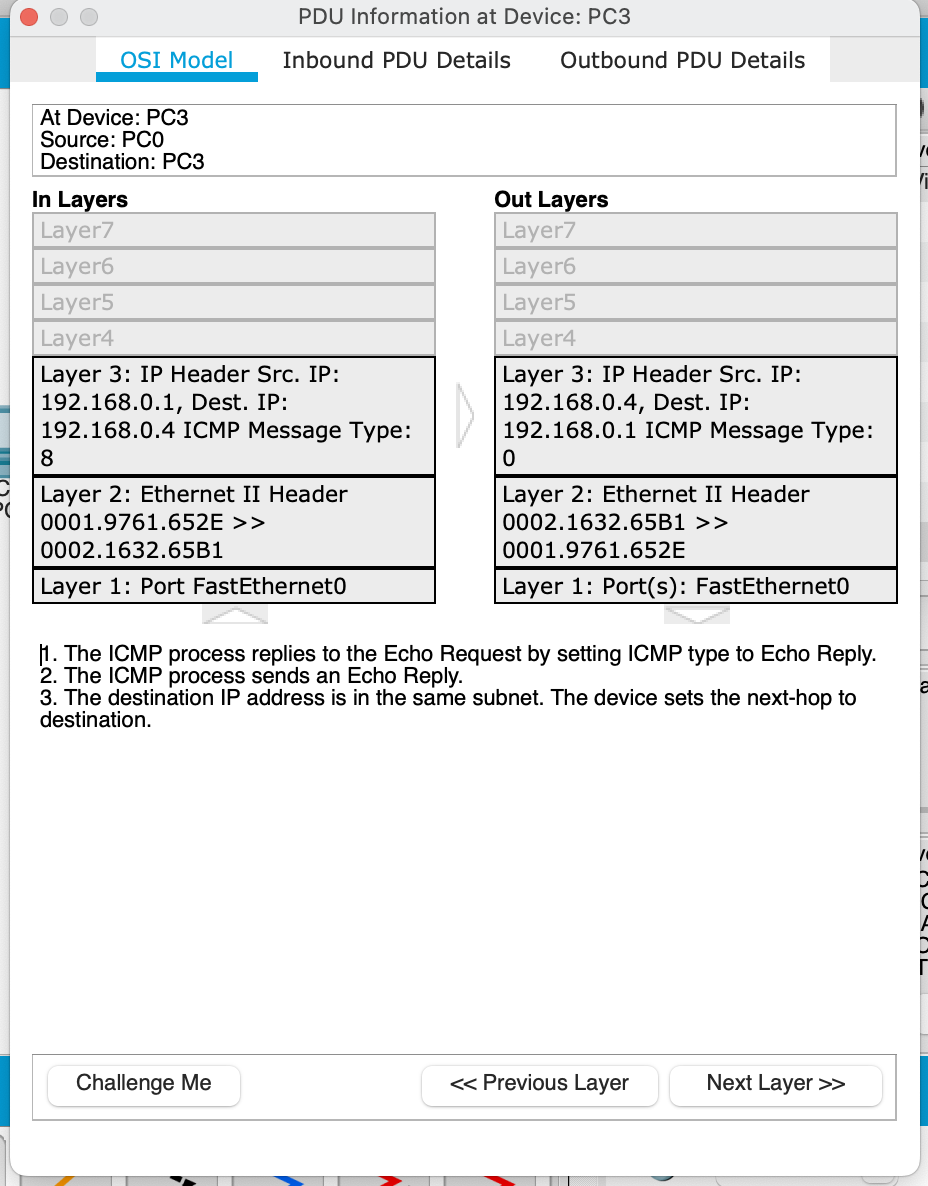 PDU Information at Device: PC3
OSI Model
Inbound PDU Details
Outbound PDU Details
At Device: PC3
Source: PC0
Destination: PC3
In Layers
Layer7
Layer6
Layer5
Layer4
Layer 3: IP Header Src. IP:
192.168.0.1, Dest. IP:
192.168.0.4 ICMP Message Type:
8
Layer 2: Ethernet II Header
0001.9761.652E >>
0002.1632.65B1
Layer 1: Port FastEthernet0
Out Layers
Layer7
Layer6
Layer5
Layer4
Layer 3: IP Header Src. IP:
192.168.0.4, Dest. IP:
192.168.0.1 ICMP Message Type:
0
Layer 2: Ethernet II Header
0002.1632.65B1 >>
0001.9761.652E
Layer 1: Port(s): FastEthernet0
1. The ICMP process replies to the Echo Request by setting ICMP type to Echo Reply.
2. The ICMP process sends an Echo Reply.
3. The destination IP address is in the same subnet. The device sets the next-hop to
destination.
Challenge Me
<< Previous Layer
Next Layer >>